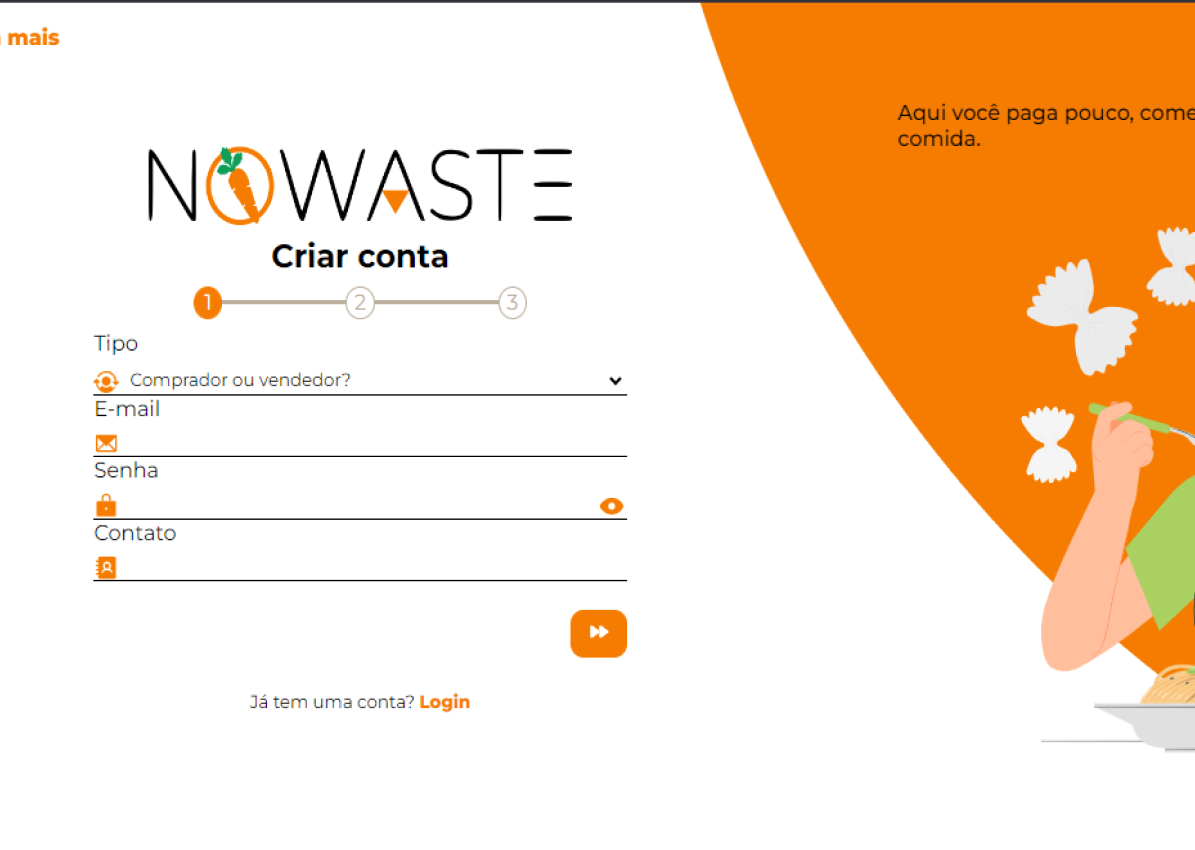 mais
Aqui você paga pouco, come
comida.
NOWASTE
Criar conta
1 2 3
Tipo
Comprador ou vendedor?
E-mail
Senha
Contato
Já tem uma conta? Login